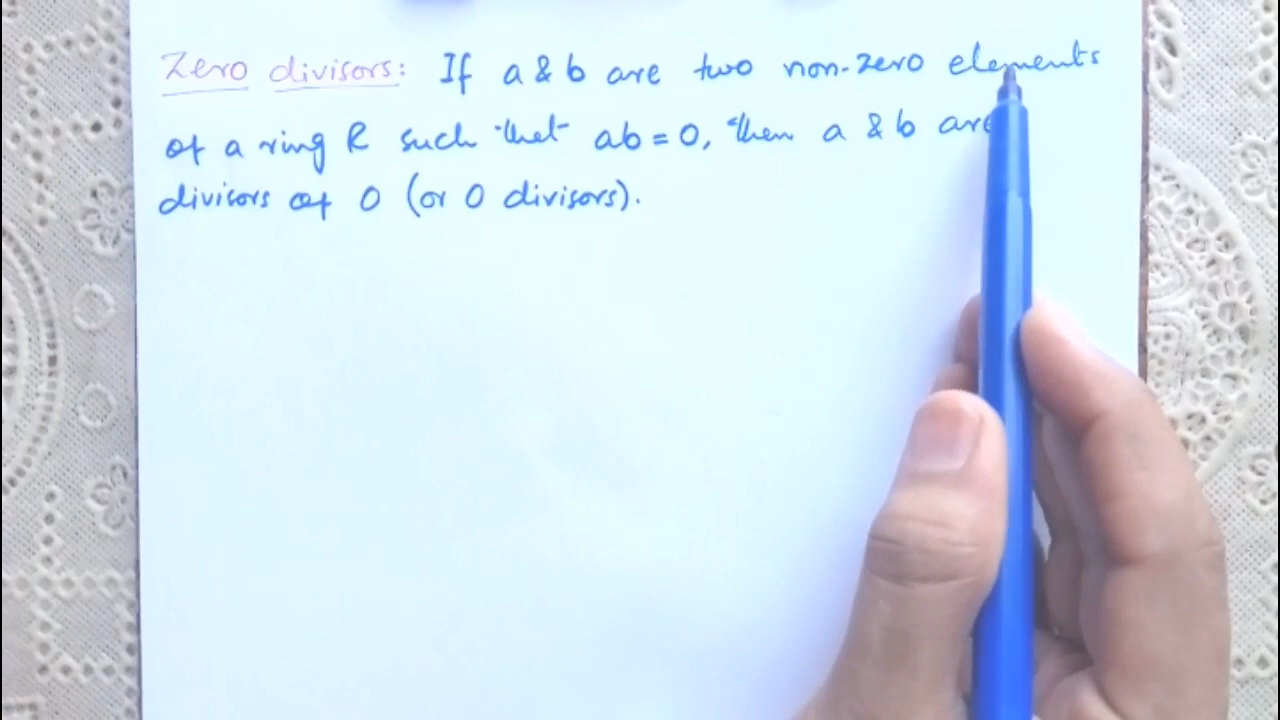 Zero divisors: If a & b are two non-zero elements
of a ring R such that ab = 0, then a & b are
divisors of 0 (or 0 divisors).